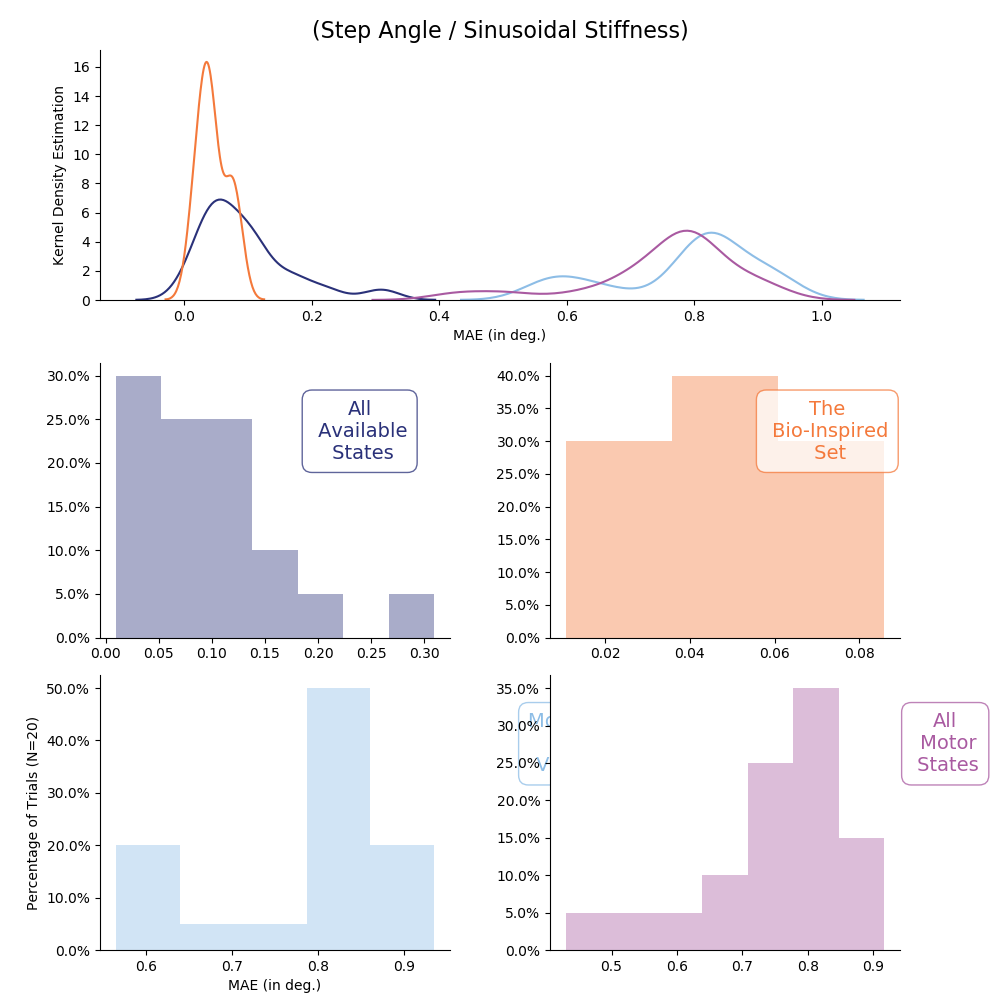 (Step Angle / Sinusoidal Stiffness)
Kernel Density Estimation
16
14
12
10
8
6
4
2
0
0.0 0.2 0.4 0.6 0.8 1.0
MAE (in deg.)
30.0%
25.0%
20.0%
15.0%
10.0%
5.0%
0.0%
0.00 0.05 0.10 0.15 0.20 0.25 0.30
All
Available
States
40.0%
35.0%
30.0%
25.0%
20.0%
15.0%
10.0%
5.0%
0.0%
0.02 0.04 0.06 0.08
The
Bio-Inspired
Set
Percentage of Trials (N=20)
50.0%
40.0%
30.0%
20.0%
10.0%
0.0%
0.6 0.7 0.8 0.9
MAE (in deg.)
35.0%
30.0%
25.0%
20.0%
15.0%
10.0%
5.0%
0.0%
0.5 0.6 0.7 0.8 0.9
All
Motor
States